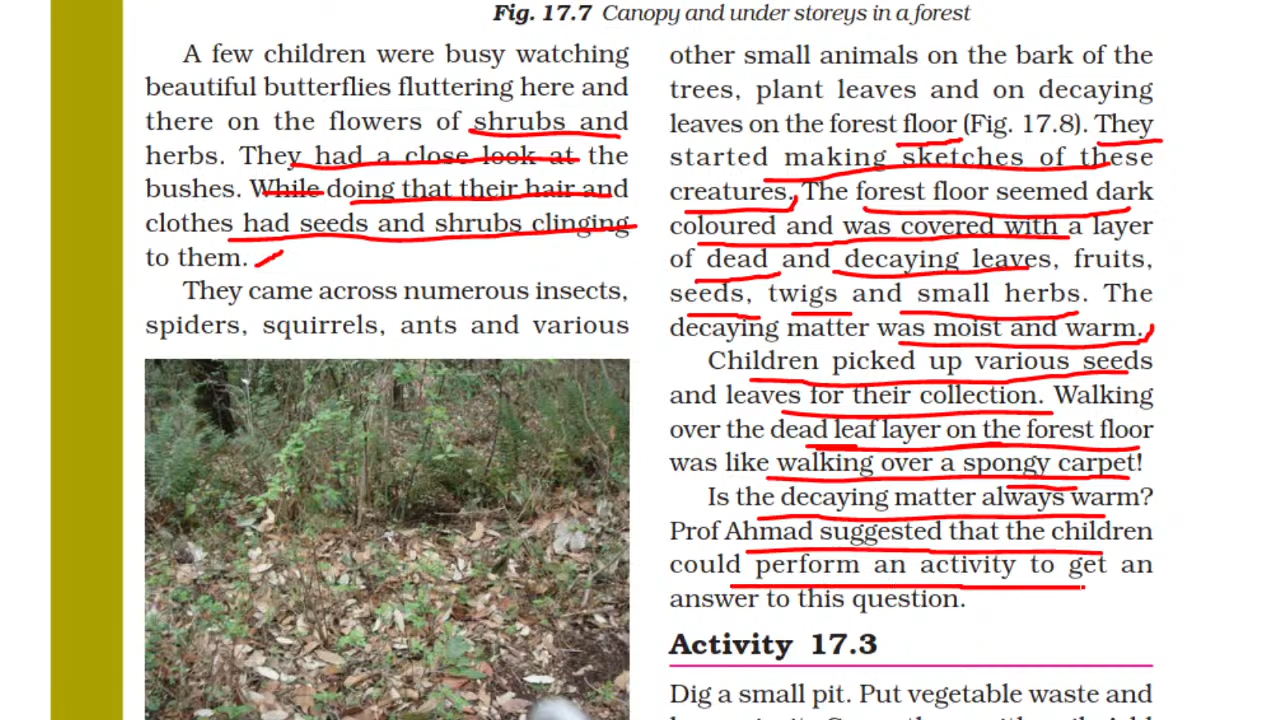 Fig. 17.7 Canopy and under storeys in a forest
A few children were busy watching
beautiful butterflies fluttering here and
there on the flowers of shrubs and
herbs. They had a close look at the
bushes. While doing that their hair and
clothes had seeds and shrubs clinging
to them.
They came across numerous insects,
spiders, squirrels, ants and various
other small animals on the bark of the
trees, plant leaves and on decaying
leaves on the forest floor (Fig. 17.8). They
started making sketches of these
creatures. The forest floor seemed dark
coloured and was covered with a layer
of dead and decaying leaves, fruits,
seeds, twigs and small herbs. The
decaying matter was moist and warm.
Children picked up various seeds
and leaves for their collection. Walking
over the dead leaf layer on the forest floor
was like walking over a spongy carpet!
Is the decaying matter always warm?
Prof Ahmad suggested that the children
could perform an activity to get an
answer to this question.
Activity 17.3
Dig a small pit. Put vegetable waste and